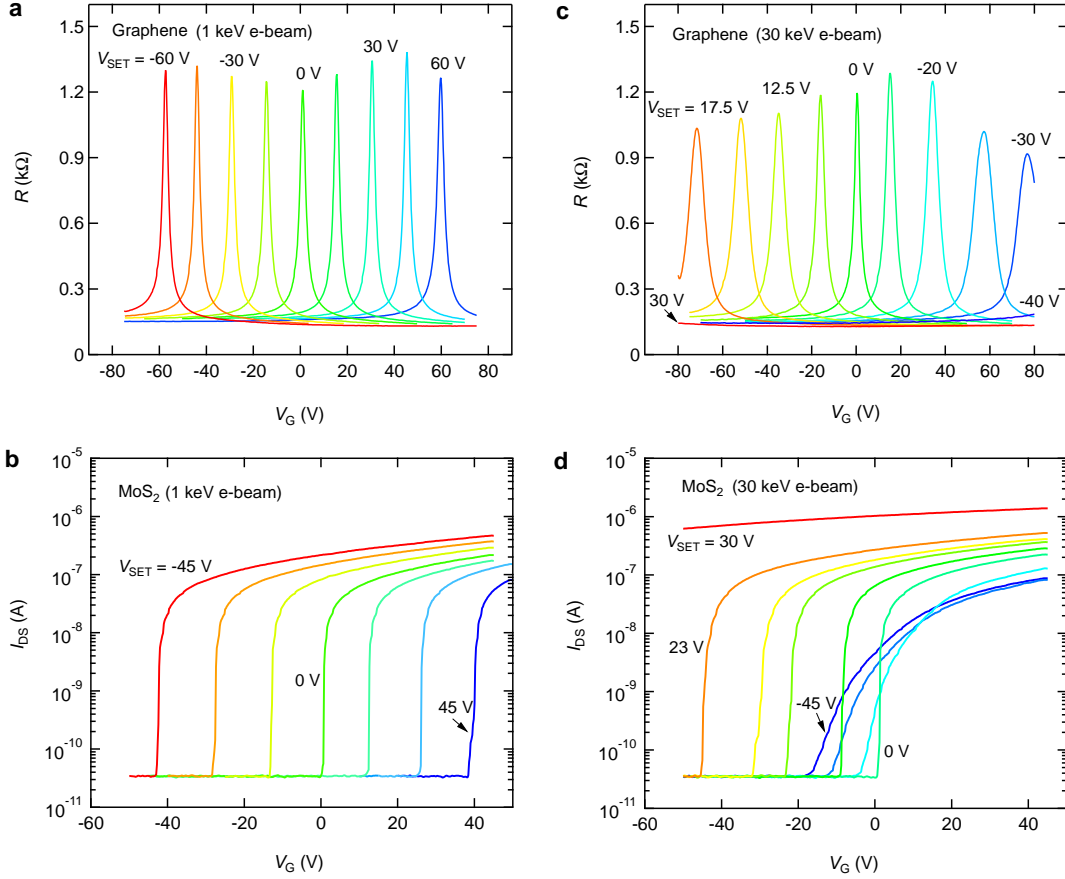 a
Graphene (1 keV e-beam)
V_SET = -60 V
-30 V
0 V
30 V
60 V
1.5
1.2
0.9
0.6
0.3
0
R (kΩ)
-80 -60 -40 -20 0 20 40 60 80
V_G (V)
c
Graphene (30 keV e-beam)
V_SET = 17.5 V
12.5 V
0 V
-20 V
-30 V
-40 V
30 V
1.5
1.2
0.9
0.6
0.3
0
R (kΩ)
-80 -60 -40 -20 0 20 40 60 80
V_G (V)
b
MoS₂ (1 keV e-beam)
V_SET = -45 V
0 V
45 V
10⁻⁵
10⁻⁶
10⁻⁷
10⁻⁸
10⁻⁹
10⁻¹⁰
10⁻¹¹
I_DS (A)
-60 -40 -20 0 20 40
V_G (V)
d
MoS₂ (30 keV e-beam)
V_SET = 30 V
23 V
-45 V
0 V
10⁻⁵
10⁻⁶
10⁻⁷
10⁻⁸
10⁻⁹
10⁻¹⁰
10⁻¹¹
I_DS (A)
-60 -40 -20 0 20 40
V_G (V)